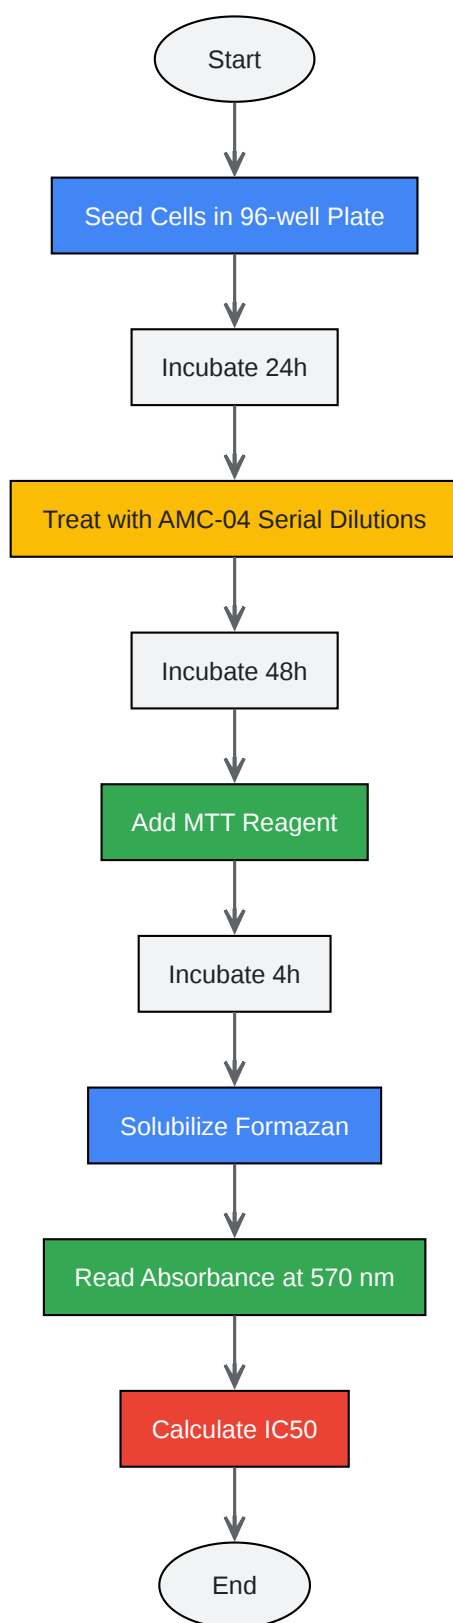 Start
Seed Cells in 96-well Plate
Incubate 24h
Treat with AMC-04 Serial Dilutions
Incubate 48h
Add MTT Reagent
Incubate 4h
Solubilize Formazan
Read Absorbance at 570 nm
Calculate IC50
End